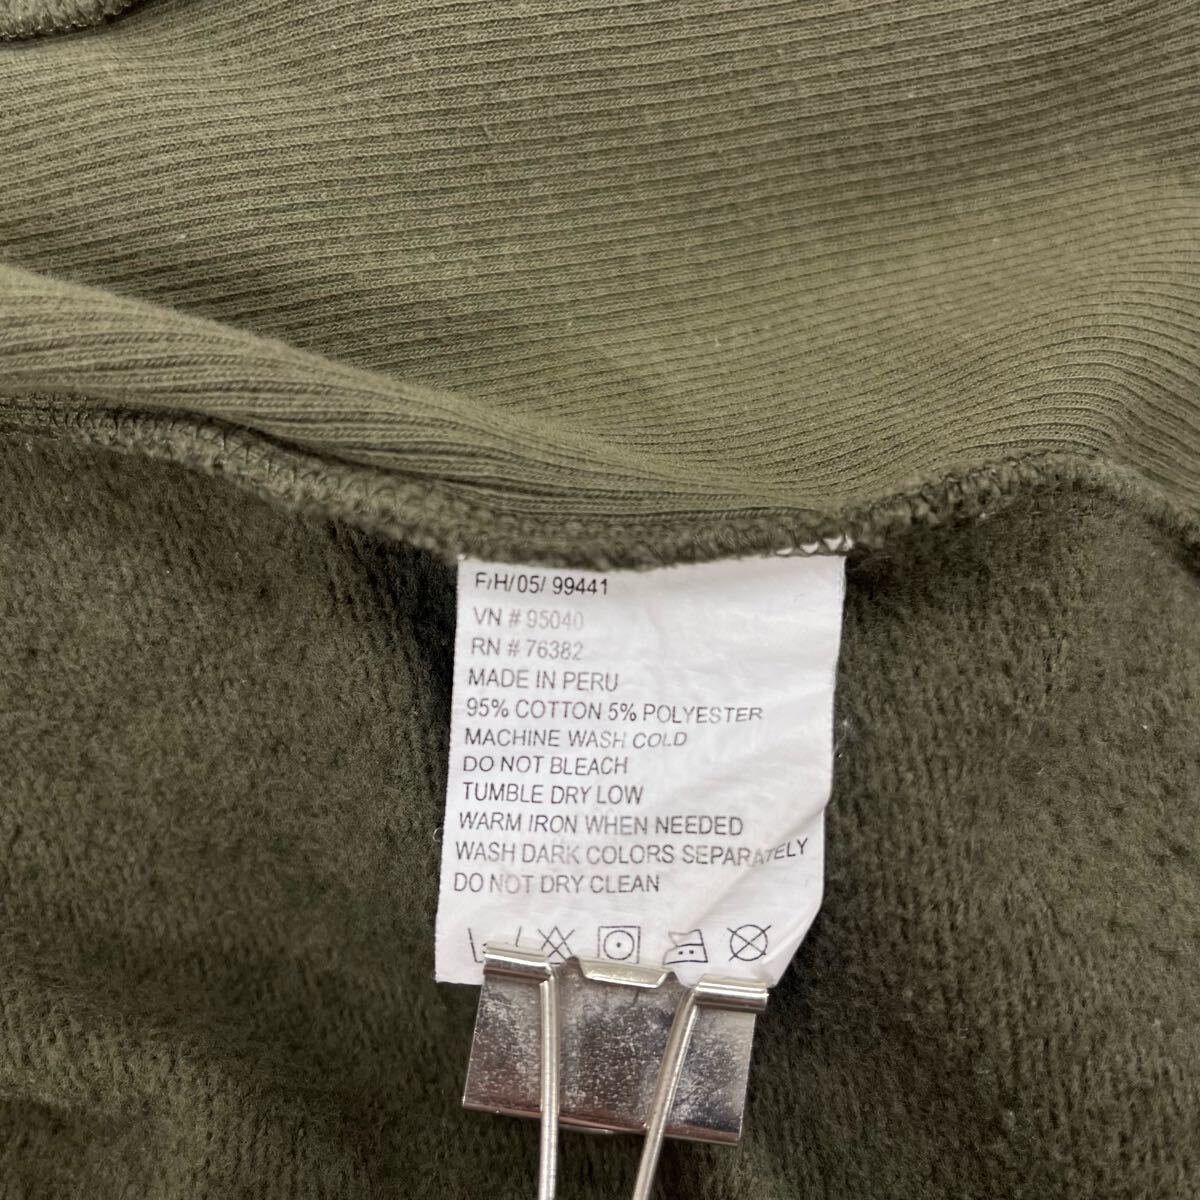 F/H/05/ 99441
VN # 95040
RN # 76382
MADE IN PERU
95% COTTON 5% POLYESTER
MACHINE WASH COLD
DO NOT BLEACH
TUMBLE DRY LOW
WARM IRON WHEN NEEDED
WASH DARK COLORS SEPARATELY
DO NOT DRY CLEAN